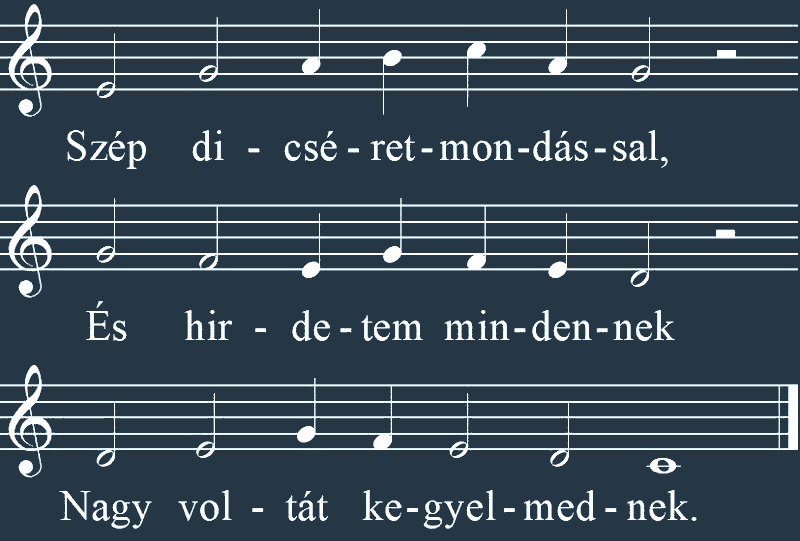 Szép di - csé - ret - mon - dás - sal,
És hir - de - tem min - den - nek
Nagy vol - tát ke - gyel - med - nek.